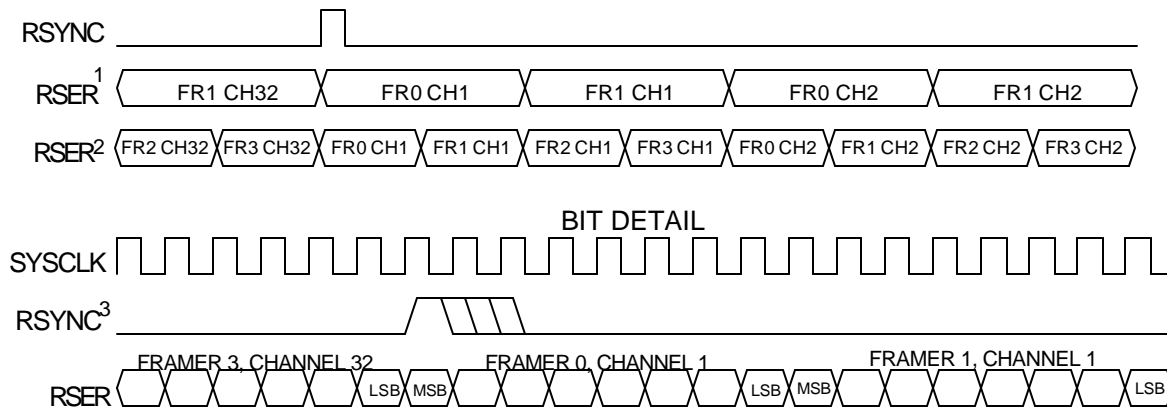 RSYNC
RSER1 FR1 CH32 FR0 CH1 FR1 CH1 FR0 CH2 FR1 CH2
RSER2 FR2 CH32 FR3 CH32 FR0 CH1 FR1 CH1 FR2 CH1 FR3 CH1 FR0 CH2 FR1 CH2 FR2 CH2 FR3 CH2
BIT DETAIL
SYSCLK
RSYNC3
FRAMER 3, CHANNEL 32 FRAMER 0, CHANNEL 1 FRAMER 1, CHANNEL 1
RSER LSB MSB LSB MSB LSB